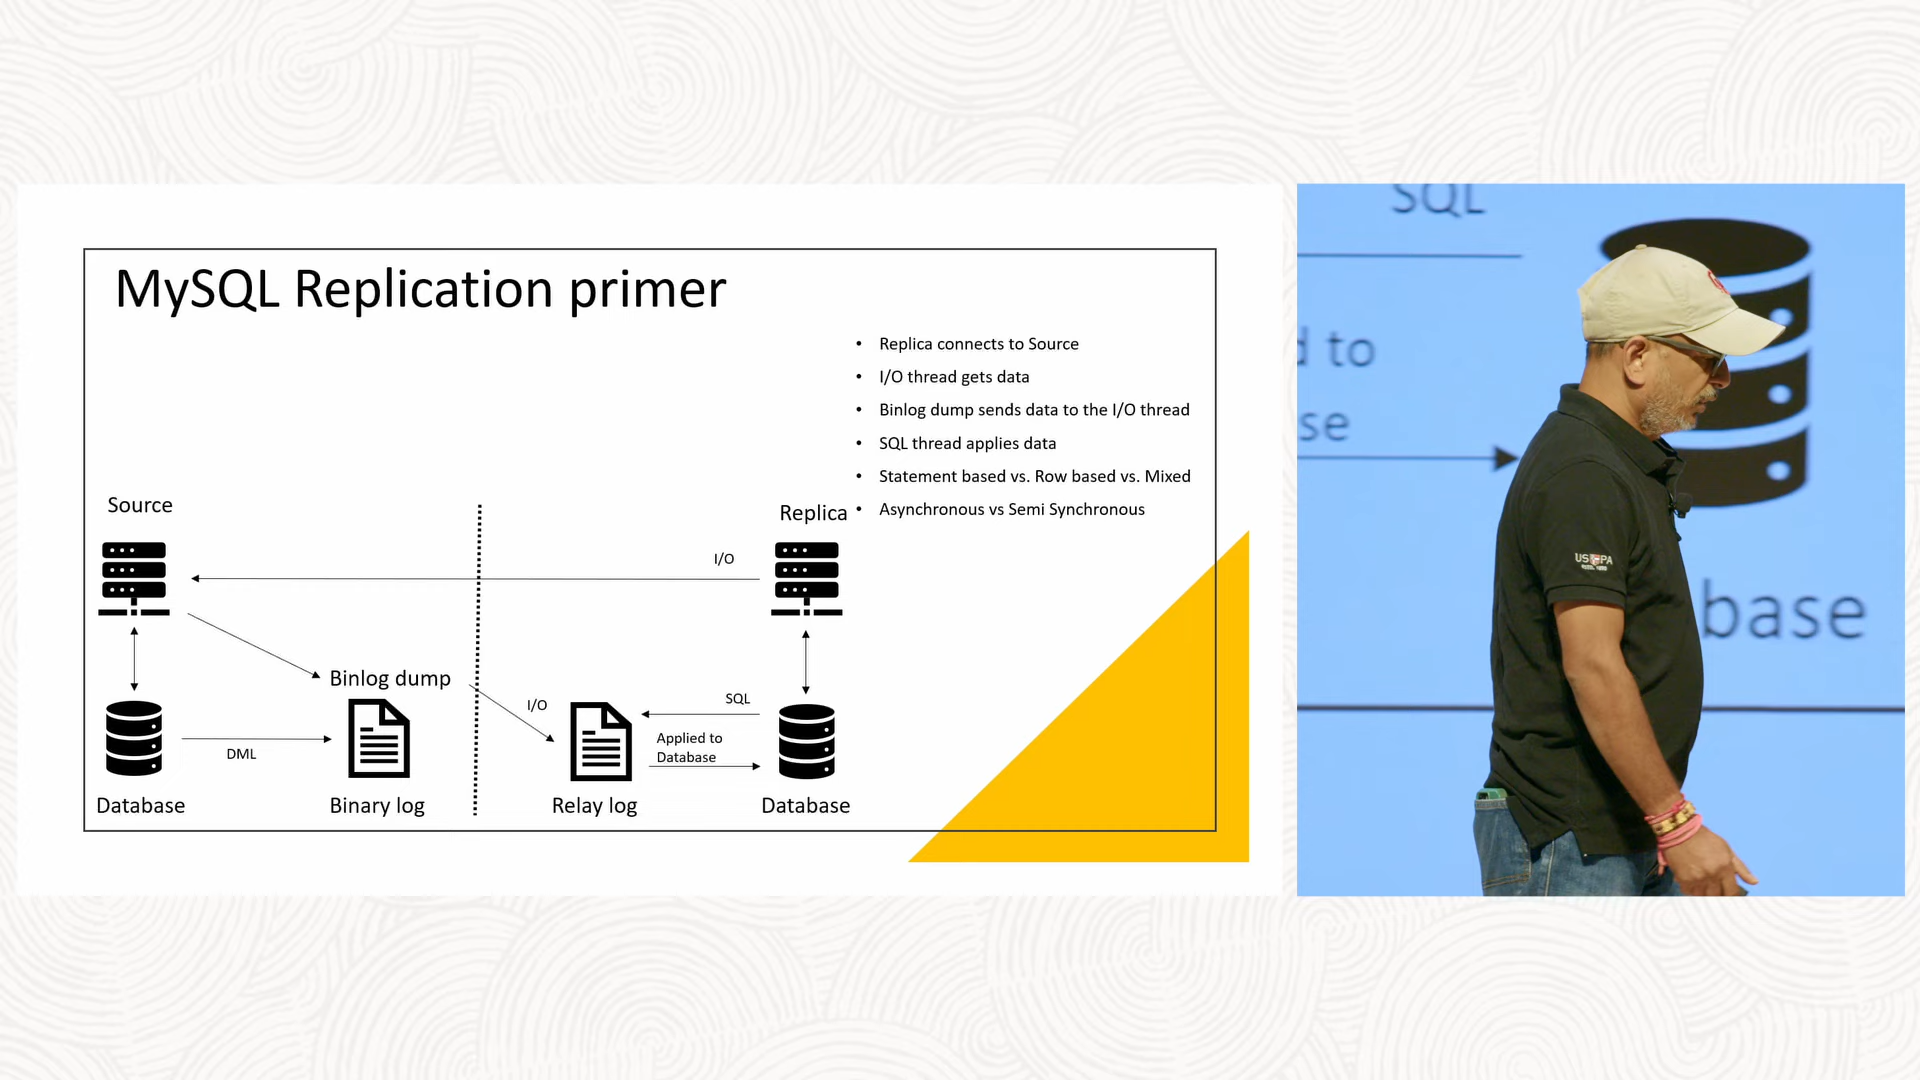 MySQL Replication primer
• Replica connects to Source
• I/O thread gets data
• Binlog dump sends data to the I/O thread
• SQL thread applies data
• Statement based vs. Row based vs. Mixed
• Asynchronous vs Semi Synchronous
Source
Replica
I/O
Binlog dump
I/O
SQL
Applied to
Database
DML
Database
Binary log
Relay log
Database
SQL
d to
se
base